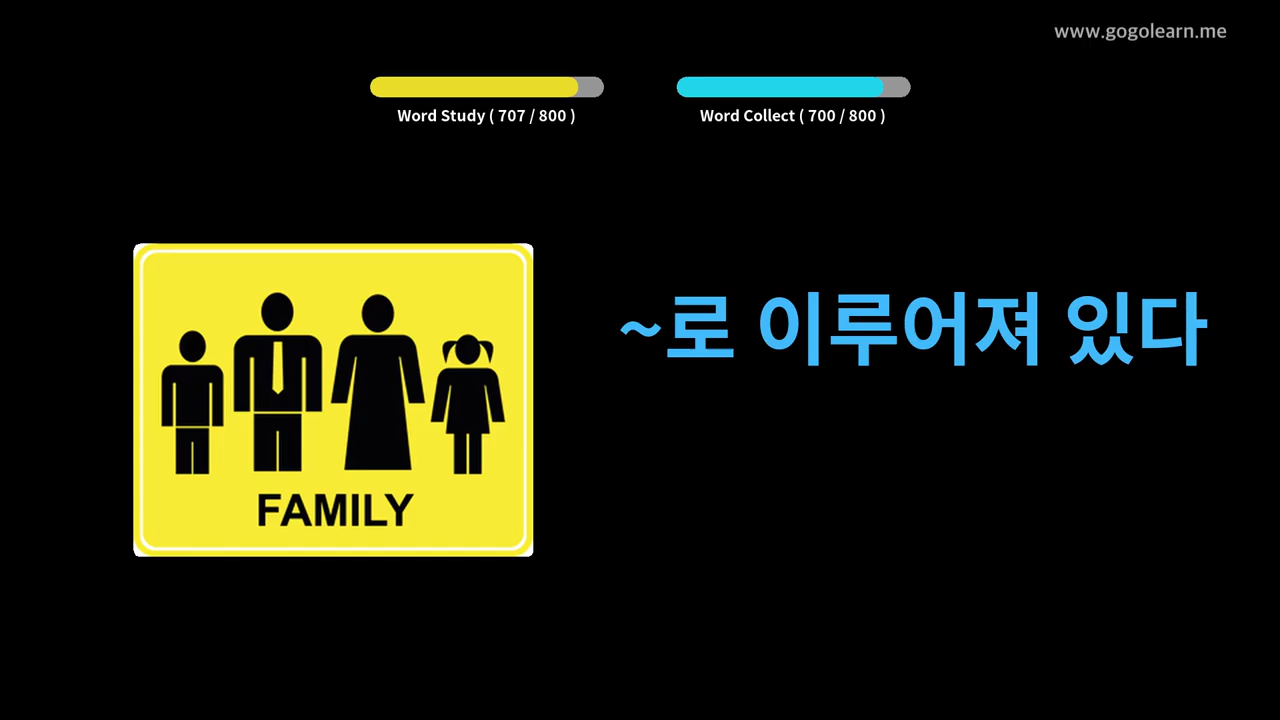 www.gogolearn.me
Word Study ( 707 / 800 )
Word Collect ( 700 / 800 )
~로 이루어져 있다
FAMILY